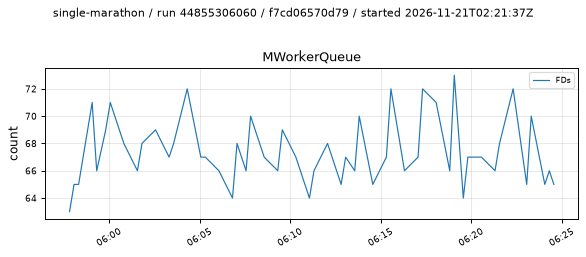 single-marathon / run 44855306060 / f7cd06570d79 / started 2026-11-21T02:21:37Z
MWorkerQueue
FDs
count
72
70
68
66
64
06:00
06:05
06:10
06:15
06:20
06:25